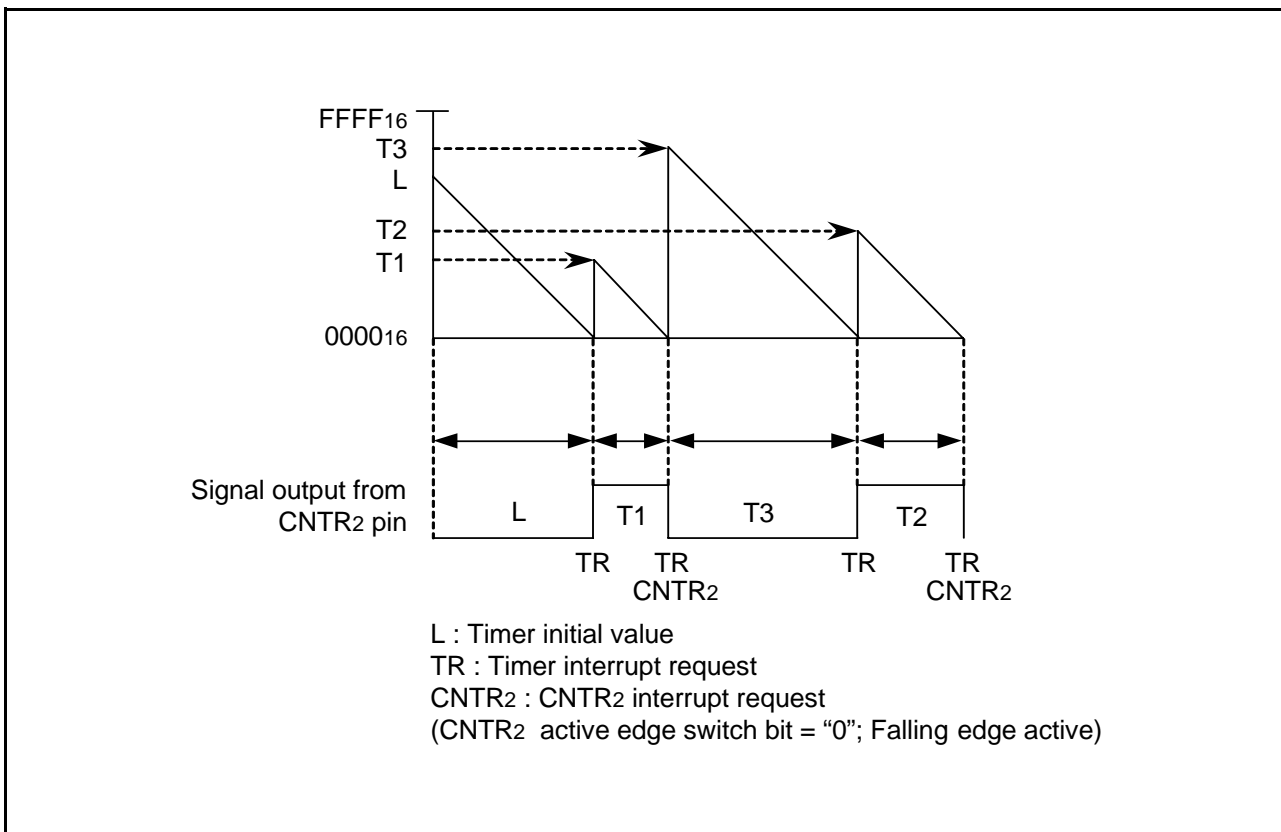 FFFF16
T3
L
T2
T1
000016
Signal output from
CNTR2 pin
L
T1
T3
T2
TR
TR
TR
TR
CNTR2
CNTR2
L : Timer initial value
TR : Timer interrupt request
CNTR2 : CNTR2 interrupt request
(CNTR2 active edge switch bit = “0”; Falling edge active)